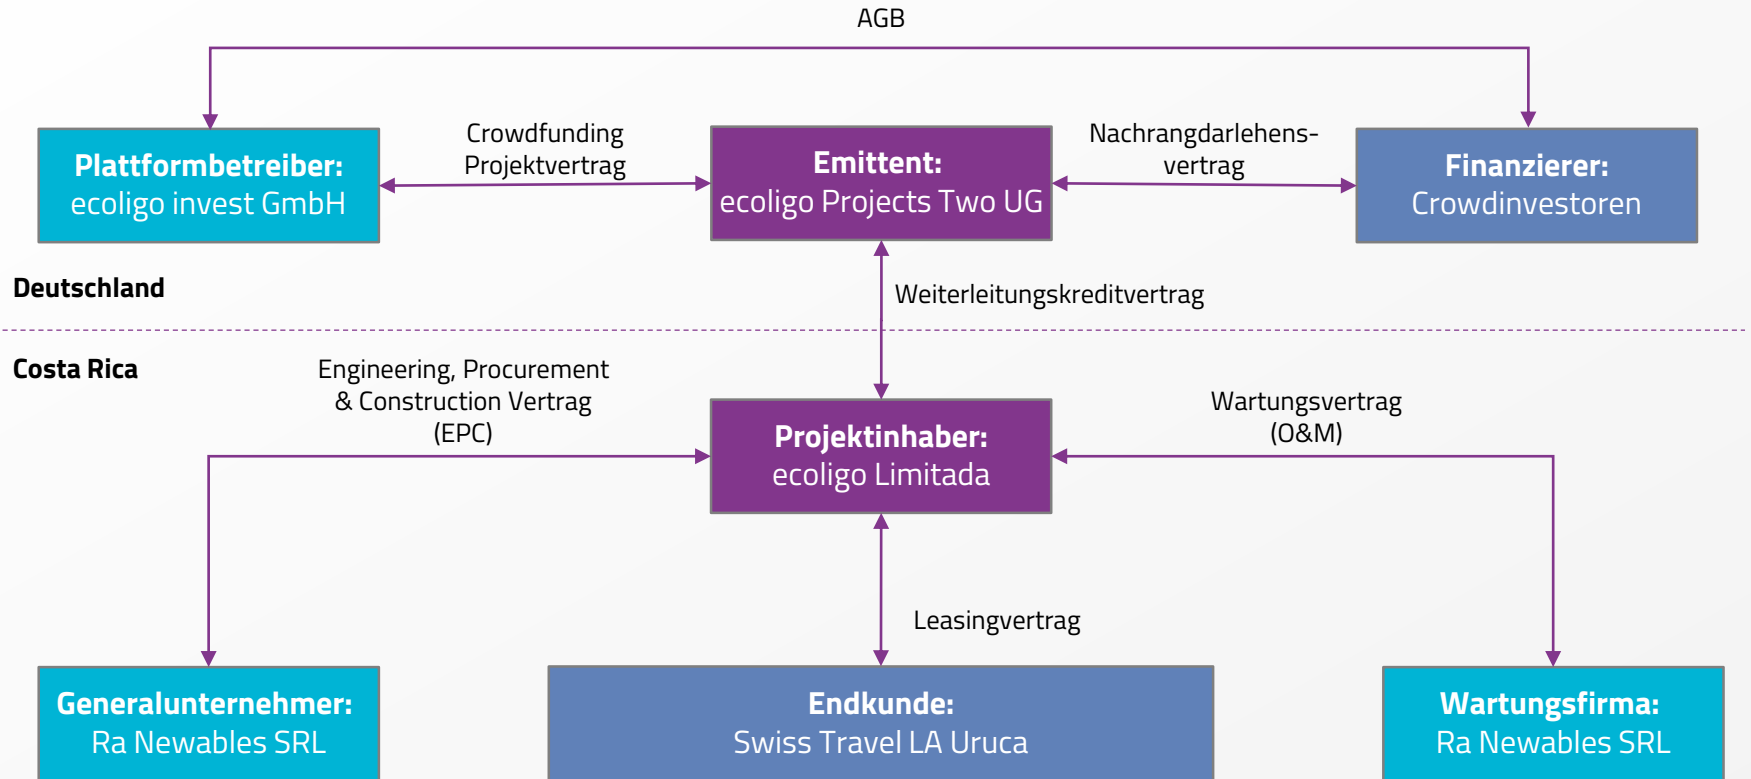 AGB
Plattformbetreiber:
ecoligo invest GmbH
Crowdfunding
Projektvertrag
Emittent:
ecoligo Projects Two UG
Nachrangdarlehens-
vertrag
Finanzierer:
Crowdinvestoren
Deutschland
Weiterleitungskreditvertrag
Costa Rica
Engineering, Procurement
& Construction Vertrag
(EPC)
Projektinhaber:
ecoligo Limitada
Wartungsvertrag
(O&M)
Leasingvertrag
Generalunternehmer:
Ra Newables SRL
Endkunde:
Swiss Travel LA Uruca
Wartungsfirma:
Ra Newables SRL